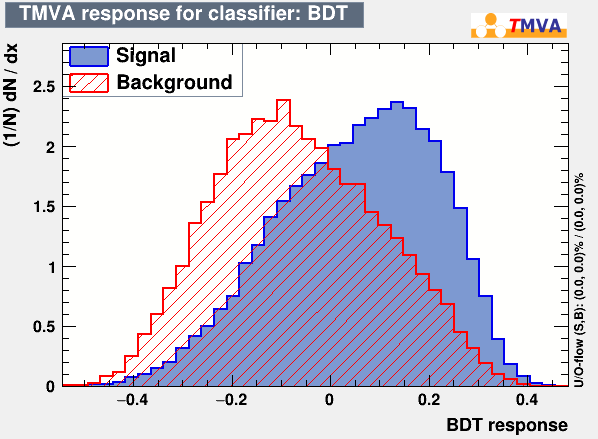 TMVA response for classifier: BDT
TMVA
Signal
Background
(1/N) dN / dx
2.5
2
1.5
1
0.5
0
−0.4
−0.2
0
0.2
0.4
BDT response
U/O-flow (S,B): (0.0, 0.0)% / (0.0, 0.0)%